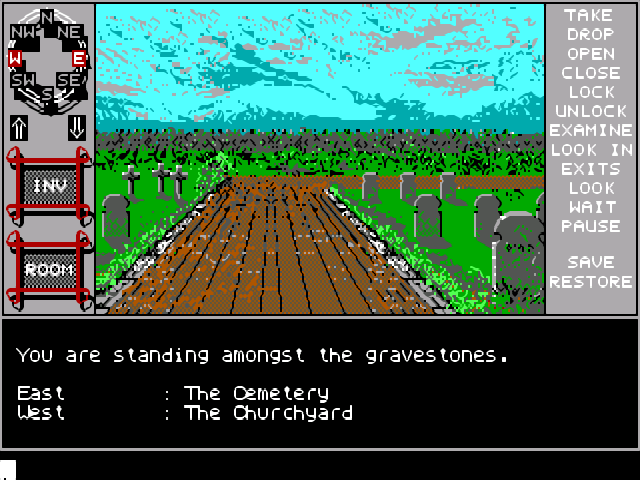 N
NW NE
W E
SW SE
S
INV
ROOM
TAKE
DROP
OPEN
CLOSE
LOCK
UNLOCK
EXAMINE
LOOK IN
EXITS
LOOK
WAIT
PAUSE
SAVE
RESTORE
You are standing amongst the gravestones.
East : The Cemetery
West : The Churchyard